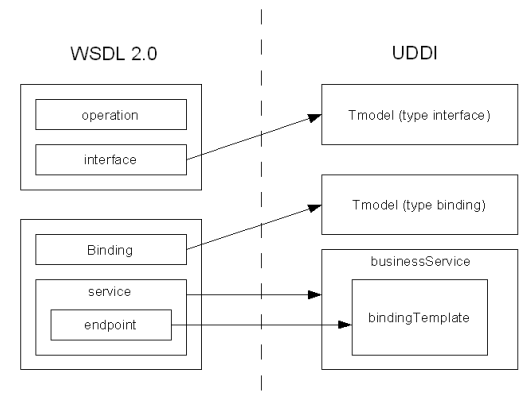 WSDL 2.0
UDDI
operation
interface
Tmodel (type interface)
Binding
service
endpoint
Tmodel (type binding)
businessService
bindingTemplate